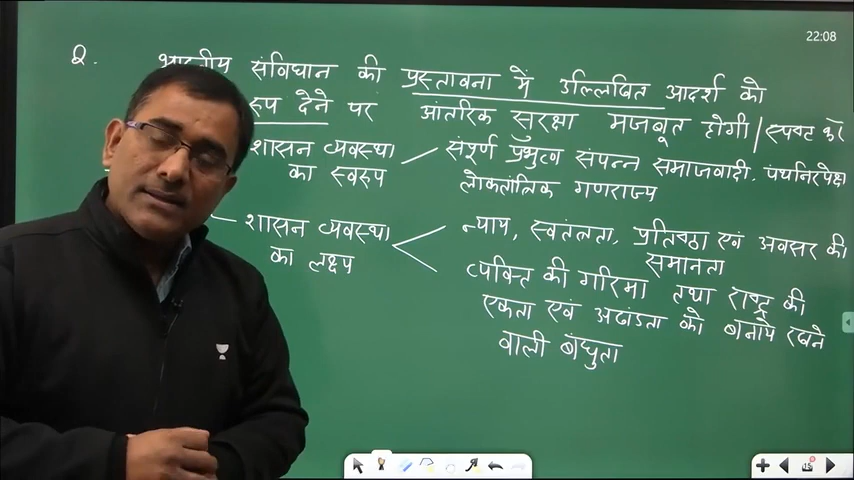 22:08
Q. संविधान की प्रस्तावना में उल्लिखित आदर्श को
रूप देने पर आंतरिक सुरक्षा मजबूत होगी / स्पष्ट करें
शासन व्यवस्था का स्वरूप
संपूर्ण प्रभुत्व संपन्न समाजवादी, पंथनिरपेक्ष
लोकतांत्रिक गणराज्य
शासन व्यवस्था
का लक्ष्य
न्याय, स्वतंत्रता, प्रतिष्ठा एवं अवसर की
समानता
व्यक्ति की गरिमा तथा राष्ट्र की
एकता एवं अखंडता को बनाये रखने
वाली बंधुता
15